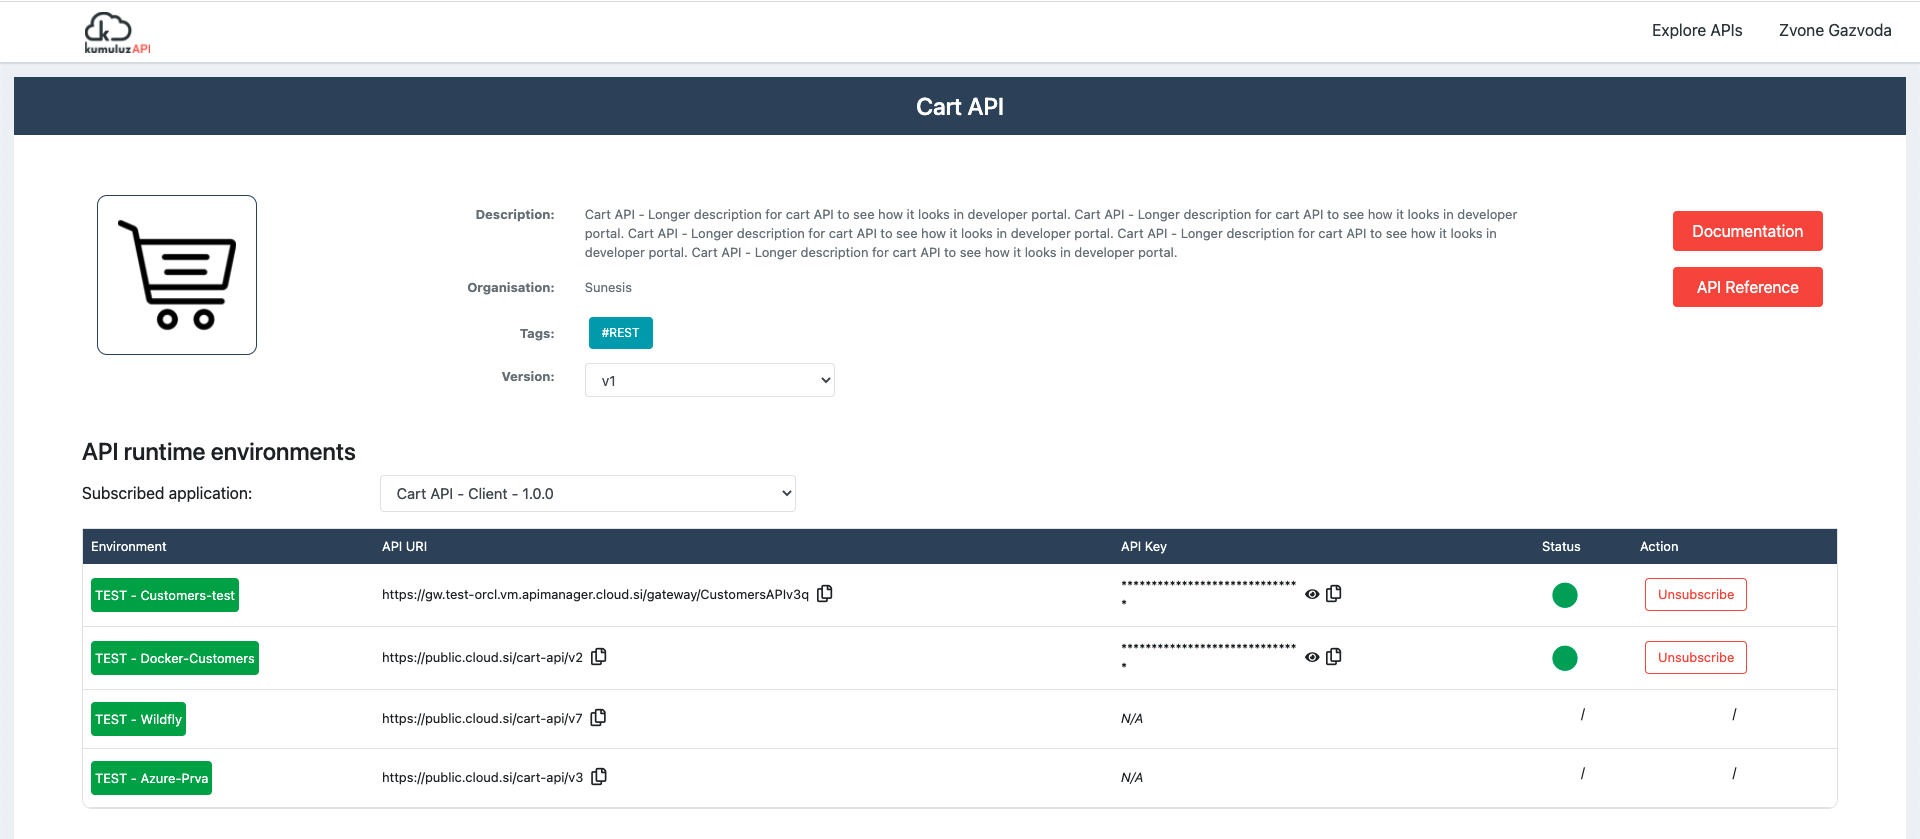 kumuluzAPI
Explore APIs
Zvone Gazvoda
Cart API
Description:
Cart API - Longer description for cart API to see how it looks in developer portal. Cart API - Longer description for cart API to see how it looks in developer
portal. Cart API - Longer description for cart API to see how it looks in developer portal. Cart API - Longer description for cart API to see how it looks in
developer portal. Cart API - Longer description for cart API to see how it looks in developer portal.
Documentation
API Reference
Organisation:
Sunesis
Tags:
#REST
Version:
v1
API runtime environments
Subscribed application:
Cart API - Client - 1.0.0
Environment
API URI
API Key
Status
Action
TEST - Customers-test
https://gw.test-orcl.vm.apimanager.cloud.si/gateway/CustomersAPIv3q
*****************************
*
Unsubscribe
TEST - Docker-Customers
https://public.cloud.si/cart-api/v2
*****************************
*
Unsubscribe
TEST - Wildfly
https://public.cloud.si/cart-api/v7
N/A
/
/
TEST - Azure-Prva
https://public.cloud.si/cart-api/v3
N/A
/
/